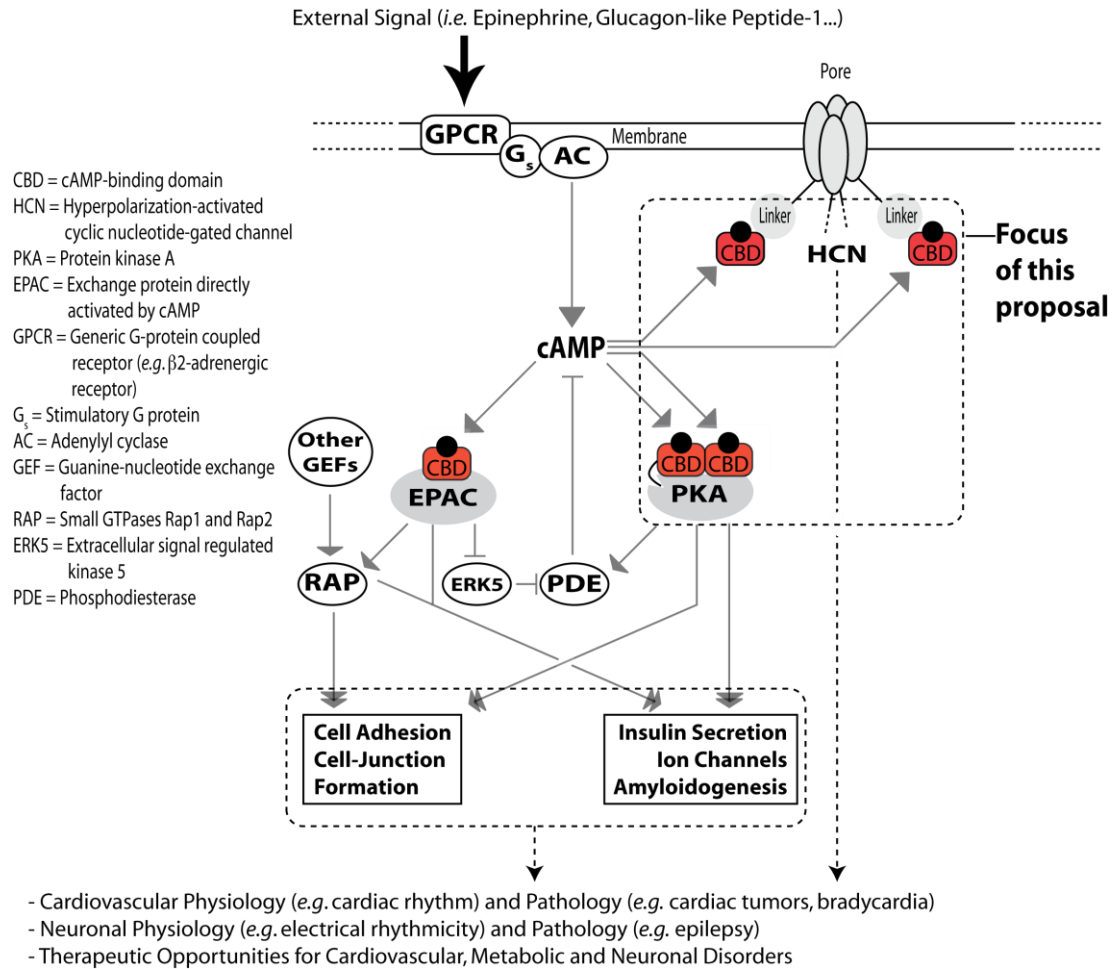 External Signal (i.e. Epinephrine, Glucagon-like Peptide-1...)
Pore
GPCR
Gs
AC
Membrane
CBD = cAMP-binding domain
HCN = Hyperpolarization-activated
cyclic nucleotide-gated channel
PKA = Protein kinase A
EPAC = Exchange protein directly
activated by cAMP
GPCR = Generic G-protein coupled
receptor (e.g. β2-adrenergic
receptor)
Gs = Stimulatory G protein
AC = Adenylyl cyclase
GEF = Guanine-nucleotide exchange
factor
RAP = Small GTPases Rap1 and Rap2
ERK5 = Extracellular signal regulated
kinase 5
PDE = Phosphodiesterase
Linker
Linker
CBD
HCN
CBD
Focus
of this
proposal
cAMP
Other
GEFs
CBD
EPAC
CBD
CBD
PKA
RAP
ERK5
PDE
Cell Adhesion
Cell-Junction
Formation
Insulin Secretion
Ion Channels
Amyloidogenesis
- Cardiovascular Physiology (e.g. cardiac rhythm) and Pathology (e.g. cardiac tumors, bradycardia)
- Neuronal Physiology (e.g. electrical rhythmicity) and Pathology (e.g. epilepsy)
- Therapeutic Opportunities for Cardiovascular, Metabolic and Neuronal Disorders